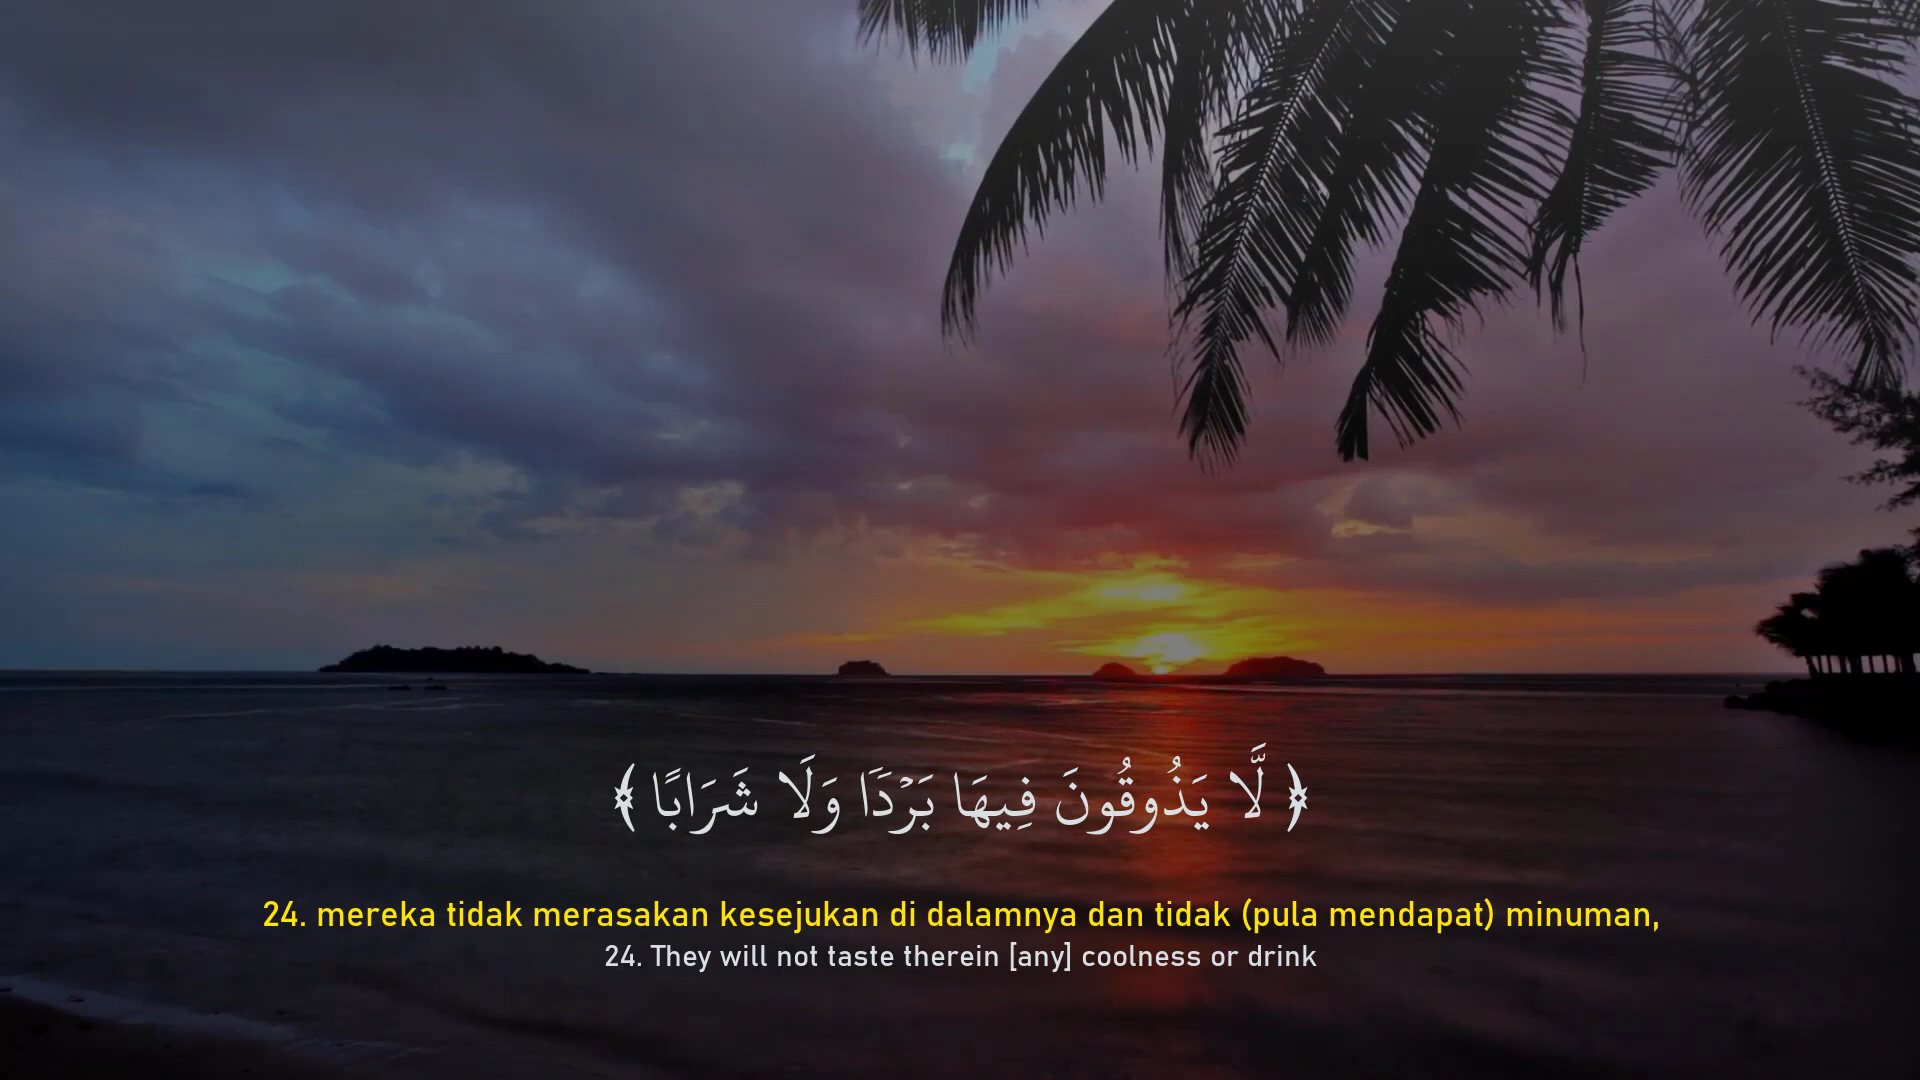 ﴿ لَّا يَذُوقُونَ فِيهَا بَرْدًا وَلَا شَرَابًا ﴾
24. mereka tidak merasakan kesejukan di dalamnya dan tidak (pula mendapat) minuman,
24. They will not taste therein [any] coolness or drink